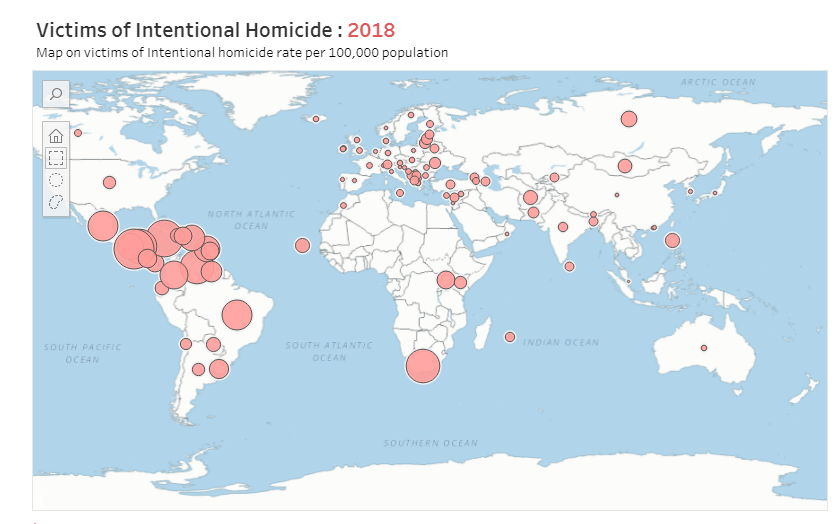 Victims of Intentional Homicide : 2018
Map on victims of Intentional homicide rate per 100,000 population
ARCTIC OCEAN
NORTH ATLANTIC
OCEAN
SOUTH PACIFIC
OCEAN
SOUTH ATLANTIC
OCEAN
INDIAN OCEAN
SOUTHERN OCEAN